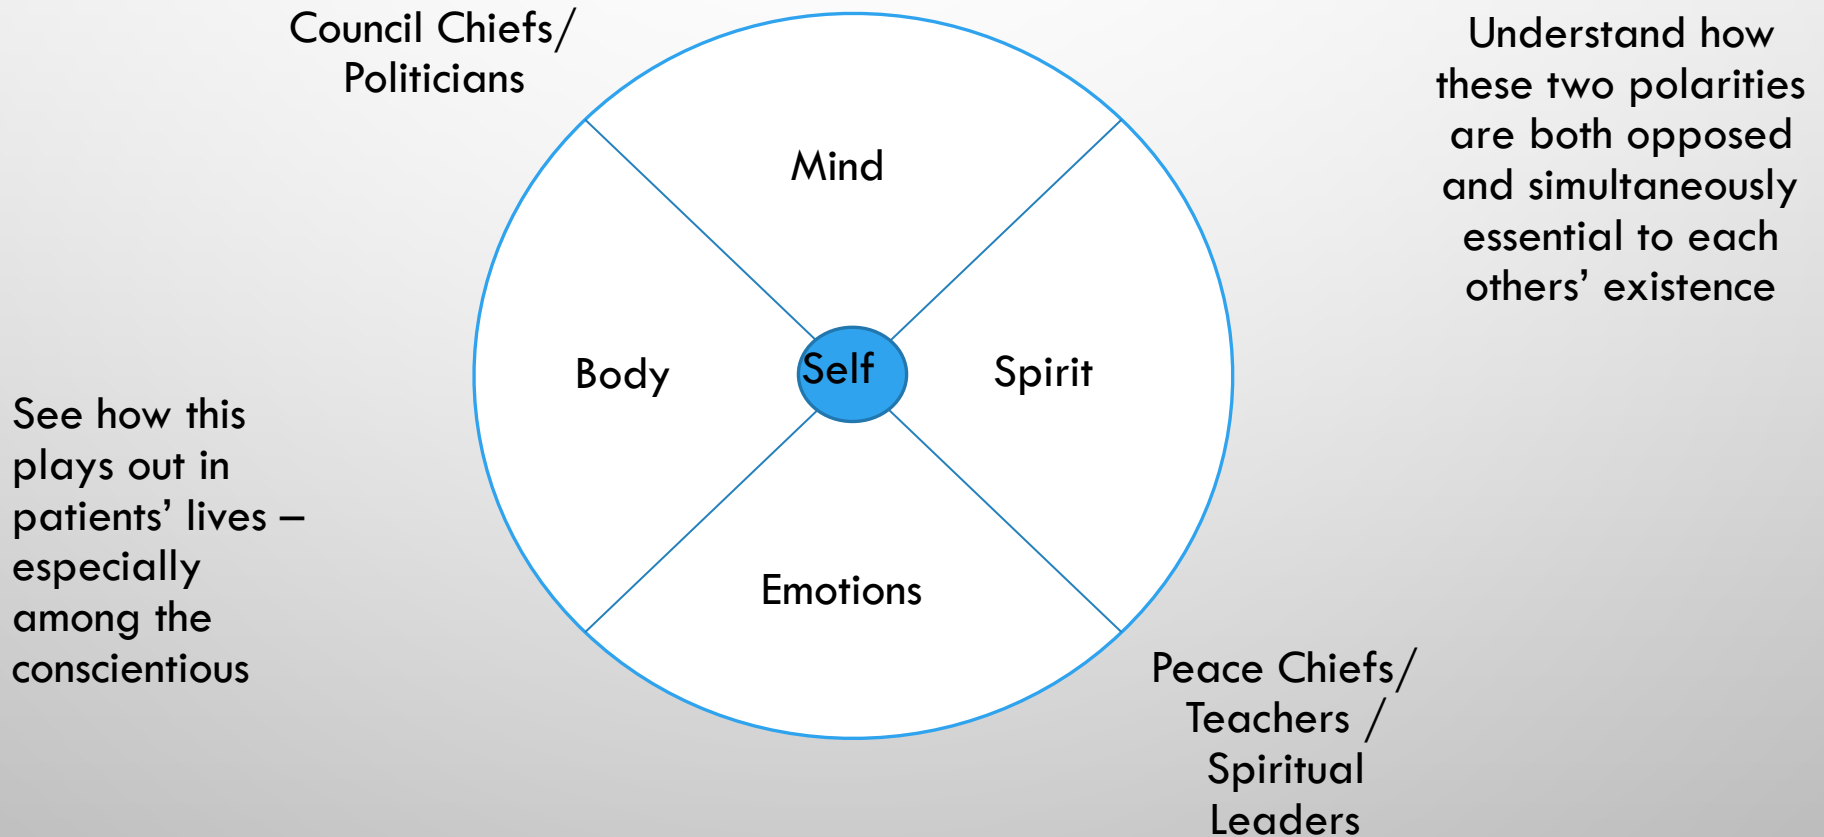 Council Chiefs/
Politicians
Understand how
these two polarities
are both opposed
and simultaneously
essential to each
others’ existence
Mind
Body
Self
Spirit
See how this
plays out in
patients’ lives –
especially
among the
conscientious
Emotions
Peace Chiefs/
Teachers /
Spiritual
Leaders